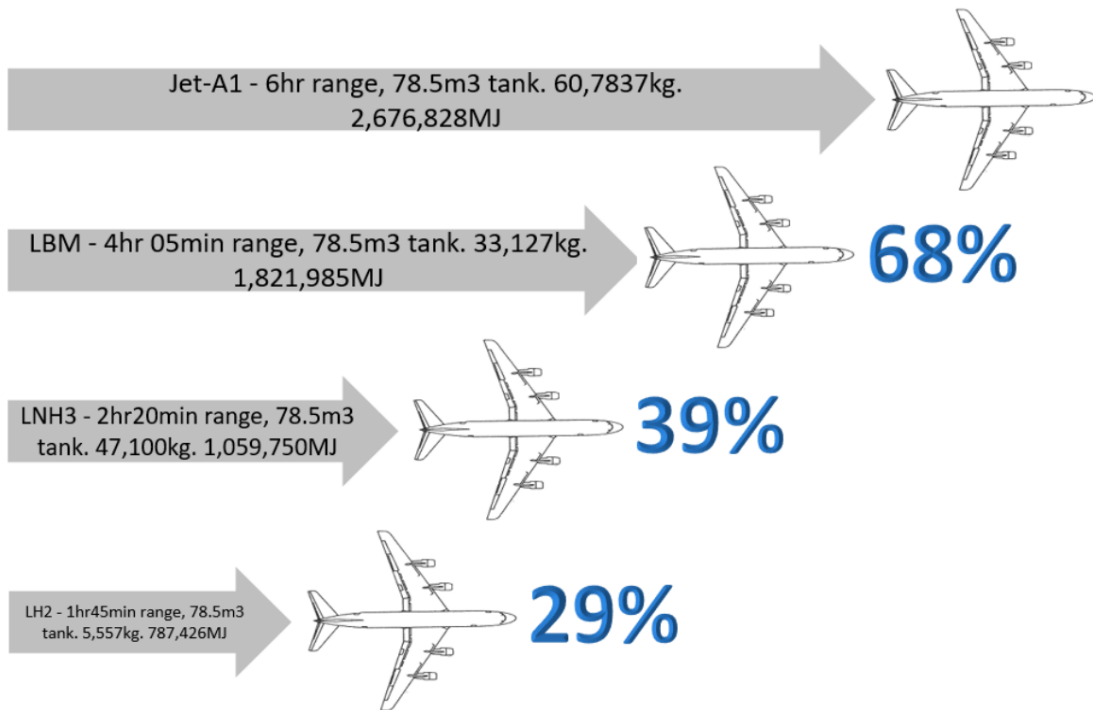 Jet-A1 - 6hr range, 78.5m3 tank. 60,7837kg.
2,676,828MJ
LBM - 4hr 05min range, 78.5m3 tank. 33,127kg.
1,821,985MJ
68%
LNH3 - 2hr20min range, 78.5m3
tank. 47,100kg. 1,059,750MJ
39%
LH2 - 1hr45min range, 78.5m3
tank. 5,557kg. 787,426MJ
29%